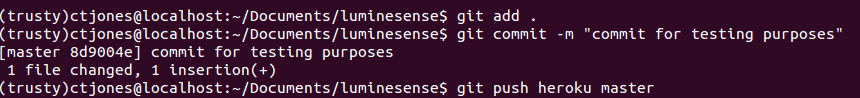 (trusty)ctjones@localhost:~/Documents/luminesense$ git add .
(trusty)ctjones@localhost:~/Documents/luminesense$ git commit -m "commit for testing purposes"
[master 8d9004e] commit for testing purposes
 1 file changed, 1 insertion(+)
(trusty)ctjones@localhost:~/Documents/luminesense$ git push heroku master